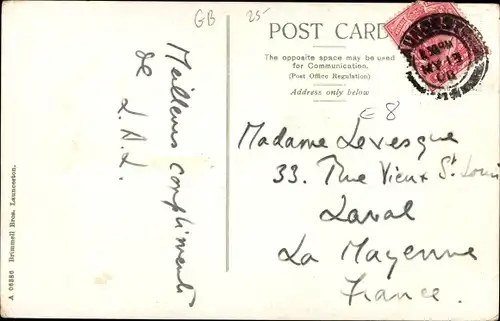 GB
25-
POST CARD
The opposite space may be used
for Communication.
(Post Office Regulation)
Address only below
€8
Meilleurs compliments
de
L.A.L.
Madame Levesque
33. Rue Vieux St. Louis
Laval
La Mayenne
France.
A 06386 Brimmell Bros. Launceston.